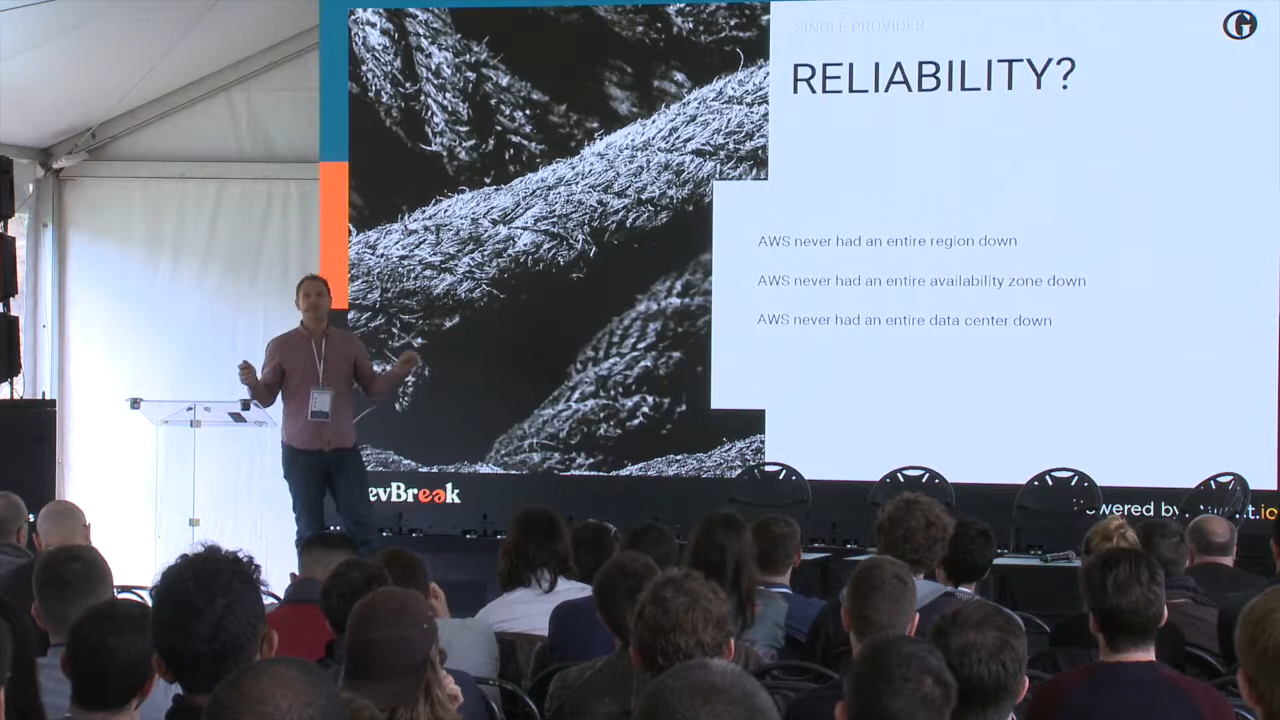 SINGLE PROVIDER
RELIABILITY?
AWS never had an entire region down
AWS never had an entire availability zone down
AWS never had an entire data center down
evBreak
owered by
.io